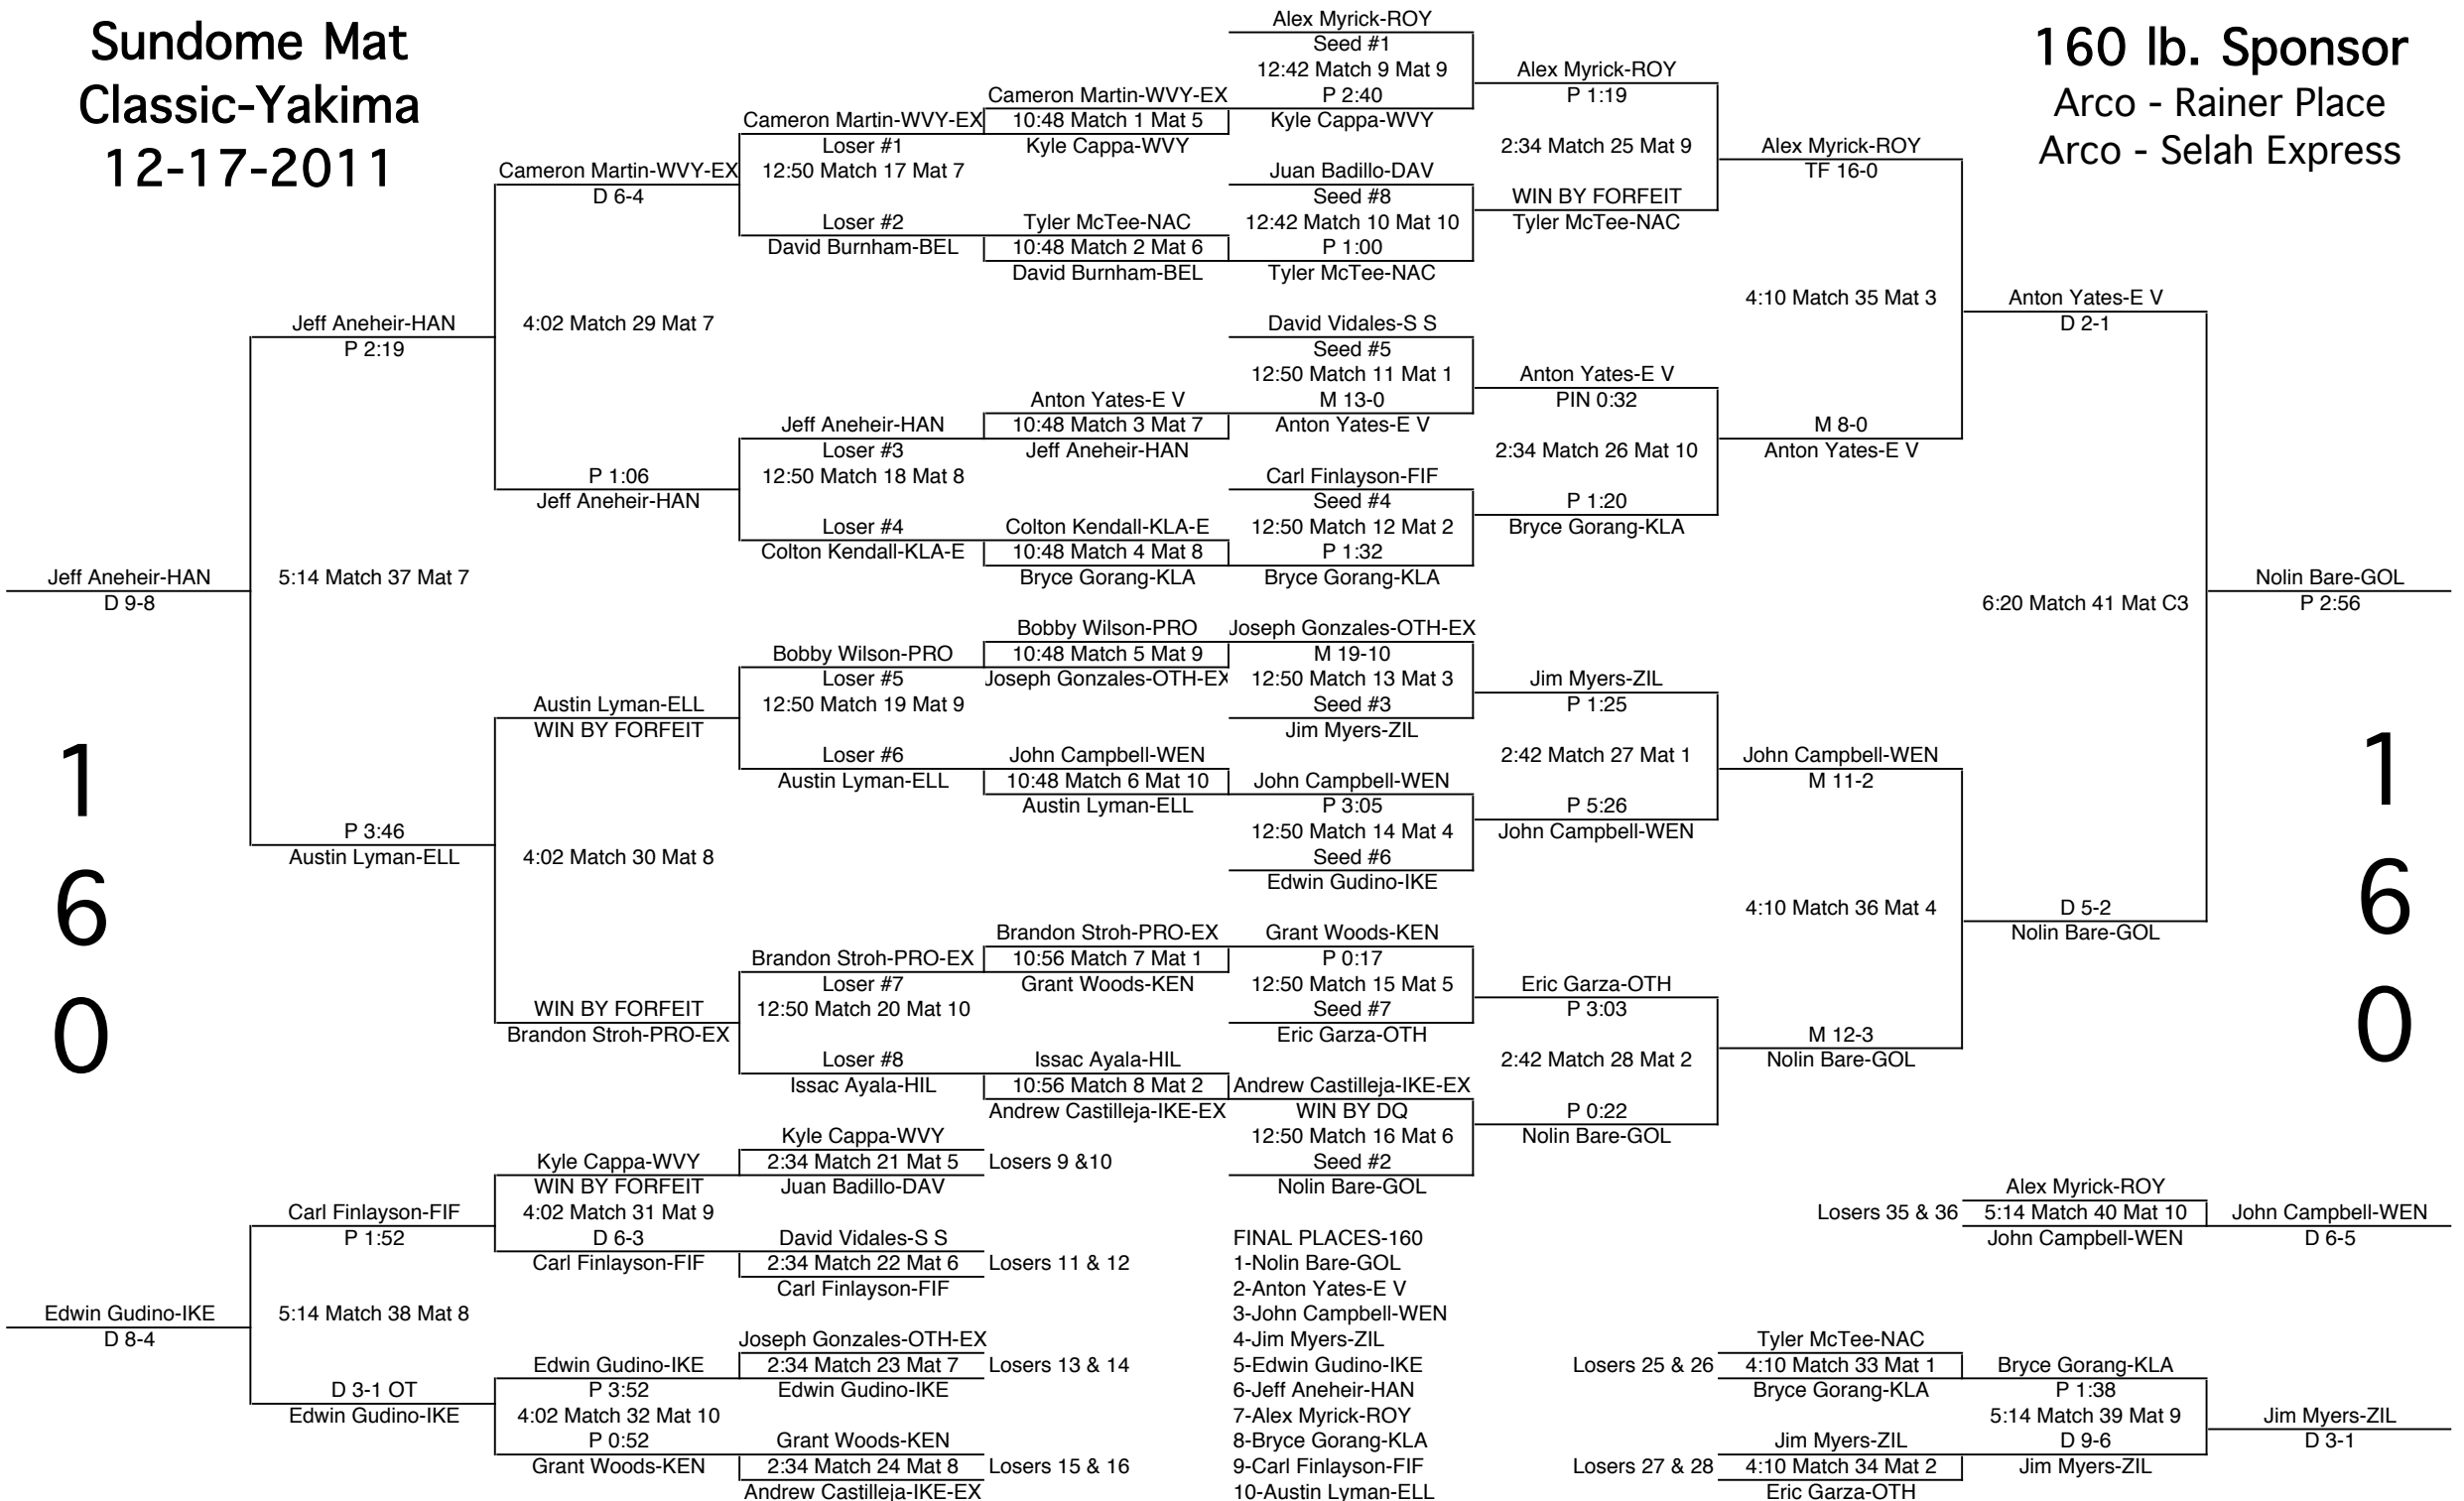 Sundome Mat
Classic-Yakima
12-17-2011
160 lb. Sponsor
Arco - Rainer Place
Arco - Selah Express
Alex Myrick-ROY
Seed #1
12:42 Match 9 Mat 9
P 2:40
Kyle Cappa-WVY
Juan Badillo-DAV
Seed #8
12:42 Match 10 Mat 10
P 1:00
Tyler McTee-NAC
David Vidales-S S
Seed #5
12:50 Match 11 Mat 1
M 13-0
Anton Yates-E V
Carl Finlayson-FIF
Seed #4
12:50 Match 12 Mat 2
P 1:32
Bryce Gorang-KLA
Joseph Gonzales-OTH-EX
M 19-10
12:50 Match 13 Mat 3
Seed #3
Jim Myers-ZIL
John Campbell-WEN
P 3:05
12:50 Match 14 Mat 4
Seed #6
Edwin Gudino-IKE
Grant Woods-KEN
P 0:17
12:50 Match 15 Mat 5
Seed #7
Eric Garza-OTH
Andrew Castilleja-IKE-EX
WIN BY DQ
12:50 Match 16 Mat 6
Seed #2
Nolin Bare-GOL
Cameron Martin-WVY-EX
10:48 Match 1 Mat 5
Kyle Cappa-WVY
Tyler McTee-NAC
10:48 Match 2 Mat 6
David Burnham-BEL
Anton Yates-E V
10:48 Match 3 Mat 7
Jeff Aneheir-HAN
Colton Kendall-KLA-E
10:48 Match 4 Mat 8
Bryce Gorang-KLA
Bobby Wilson-PRO
10:48 Match 5 Mat 9
Joseph Gonzales-OTH-EX
John Campbell-WEN
10:48 Match 6 Mat 10
Austin Lyman-ELL
Brandon Stroh-PRO-EX
10:56 Match 7 Mat 1
Grant Woods-KEN
Issac Ayala-HIL
10:56 Match 8 Mat 2
Andrew Castilleja-IKE-EX
Cameron Martin-WVY-EX
Loser #1
12:50 Match 17 Mat 7
Loser #2
David Burnham-BEL
Jeff Aneheir-HAN
Loser #3
12:50 Match 18 Mat 8
Loser #4
Colton Kendall-KLA-E
Bobby Wilson-PRO
Loser #5
12:50 Match 19 Mat 9
Loser #6
Austin Lyman-ELL
Brandon Stroh-PRO-EX
Loser #7
12:50 Match 20 Mat 10
Loser #8
Issac Ayala-HIL
Cameron Martin-WVY-EX
D 6-4
4:02 Match 29 Mat 7
P 1:06
Jeff Aneheir-HAN
Austin Lyman-ELL
WIN BY FORFEIT
4:02 Match 30 Mat 8
WIN BY FORFEIT
Brandon Stroh-PRO-EX
Jeff Aneheir-HAN
P 2:19
5:14 Match 37 Mat 7
P 3:46
Austin Lyman-ELL
Jeff Aneheir-HAN
D 9-8
Alex Myrick-ROY
P 1:19
2:34 Match 25 Mat 9
WIN BY FORFEIT
Tyler McTee-NAC
Anton Yates-E V
PIN 0:32
2:34 Match 26 Mat 10
P 1:20
Bryce Gorang-KLA
Jim Myers-ZIL
P 1:25
2:42 Match 27 Mat 1
P 5:26
John Campbell-WEN
Eric Garza-OTH
P 3:03
2:42 Match 28 Mat 2
P 0:22
Nolin Bare-GOL
Alex Myrick-ROY
TF 16-0
4:10 Match 35 Mat 3
M 8-0
Anton Yates-E V
John Campbell-WEN
M 11-2
4:10 Match 36 Mat 4
M 12-3
Nolin Bare-GOL
Anton Yates-E V
D 2-1
6:20 Match 41 Mat C3
D 5-2
Nolin Bare-GOL
Nolin Bare-GOL
P 2:56
1
6
0
1
6
0
Kyle Cappa-WVY
2:34 Match 21 Mat 5
Losers 9 &10
Juan Badillo-DAV
David Vidales-S S
2:34 Match 22 Mat 6
Losers 11 & 12
Carl Finlayson-FIF
Joseph Gonzales-OTH-EX
2:34 Match 23 Mat 7
Losers 13 & 14
Edwin Gudino-IKE
Grant Woods-KEN
2:34 Match 24 Mat 8
Losers 15 & 16
Andrew Castilleja-IKE-EX
Kyle Cappa-WVY
WIN BY FORFEIT
4:02 Match 31 Mat 9
D 6-3
Carl Finlayson-FIF
Edwin Gudino-IKE
P 3:52
4:02 Match 32 Mat 10
P 0:52
Grant Woods-KEN
Carl Finlayson-FIF
P 1:52
5:14 Match 38 Mat 8
D 3-1 OT
Edwin Gudino-IKE
Edwin Gudino-IKE
D 8-4
FINAL PLACES-160
1-Nolin Bare-GOL
2-Anton Yates-E V
3-John Campbell-WEN
4-Jim Myers-ZIL
5-Edwin Gudino-IKE
6-Jeff Aneheir-HAN
7-Alex Myrick-ROY
8-Bryce Gorang-KLA
9-Carl Finlayson-FIF
10-Austin Lyman-ELL
Alex Myrick-ROY
Losers 35 & 36
5:14 Match 40 Mat 10
John Campbell-WEN
John Campbell-WEN
D 6-5
Tyler McTee-NAC
Losers 25 & 26
4:10 Match 33 Mat 1
Bryce Gorang-KLA
Jim Myers-ZIL
Losers 27 & 28
4:10 Match 34 Mat 2
Eric Garza-OTH
Bryce Gorang-KLA
P 1:38
5:14 Match 39 Mat 9
D 9-6
Jim Myers-ZIL
Jim Myers-ZIL
D 3-1